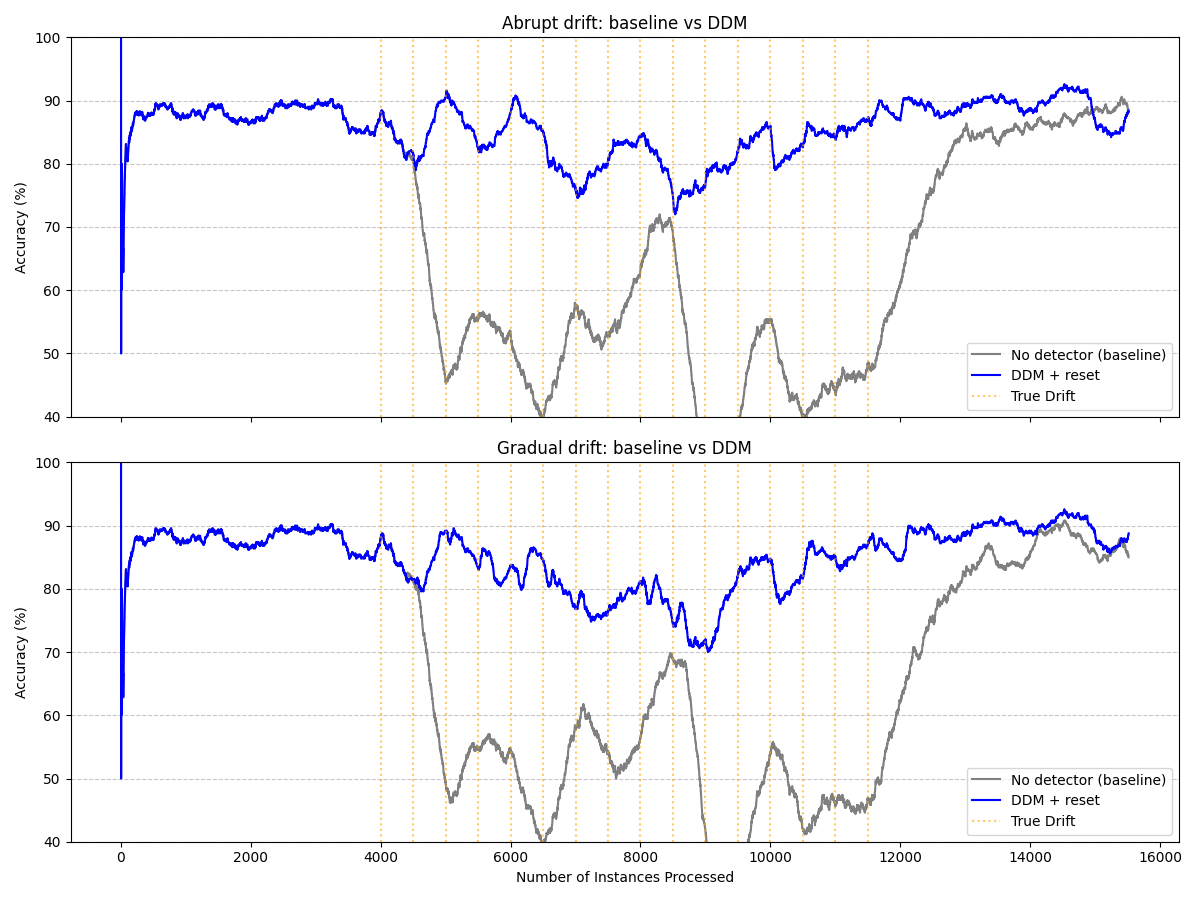 Abrupt drift: baseline vs DDM
100
90
80
70
60
50
40
Accuracy (%)
No detector (baseline)
DDM + reset
True Drift
Gradual drift: baseline vs DDM
100
90
80
70
60
50
40
Accuracy (%)
No detector (baseline)
DDM + reset
True Drift
0 2000 4000 6000 8000 10000 12000 14000 16000
Number of Instances Processed